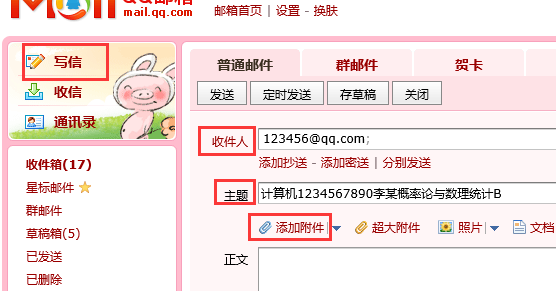 Mail QQ邮箱
mail.qq.com
邮箱首页 | 设置 - 换肤
写信
收信
通讯录
收件箱(17)
星标邮件
群邮件
草稿箱(5)
已发送
已删除
普通邮件 群邮件 贺卡
发送 定时发送 存草稿 关闭
收件人 123456@qq.com;
添加抄送 - 添加密送 | 分别发送
主题 计算机1234567890李某概率论与数理统计B
添加附件 | 超大附件 照片 | 文档
正文